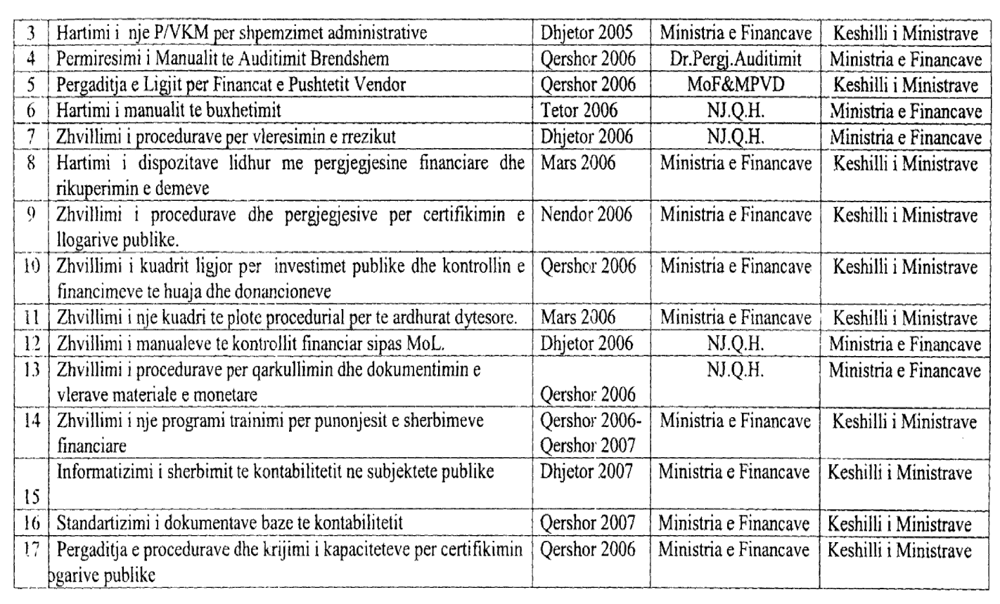 3 Hartimi i nje P/VKM per shpemzimet administrative Dhjetor 2005 Ministria e Financave Keshilli i Ministrave
4 Permiresimi i Manualit te Auditimit Brendshem Qershor 2006 Dr.Pergj.Auditimit Ministria e Financave
5 Pergaditja e Ligjit per Financat e Pushtetit Vendor Qershor 2006 MoF&MPVD Keshilli i Ministrave
6 Hartimi i manualit te buxhetimit Tetor 2006 NJ.Q.H. Ministria e Financave
7 Zhvillimi i procedurave per vleresimin e rrezikut Dhjetor 2006 NJ.Q.H. Ministria e Financave
8 Hartimi i dispozitave lidhur me pergjegjesine financiare dhe Mars 2006 Ministria e Financave Keshilli i Ministrave
rikuperimin e demeve
9 Zhvillimi i procedurave dhe pergjegjesive per certifikimin e Nendor 2006 Ministria e Financave Keshilli i Ministrave
llogarive publike.
10 Zhvillimi i kuadrit ligjor per investimet publike dhe kontrollin e Qershor 2006 Ministria e Financave Keshilli i Ministrave
financimeve te huaja dhe donancioneve
11 Zhvillimi i nje kuadri te plote procedurial per te ardhurat dytesore. Mars 2006 Ministria e Financave Keshilli i Ministrave
12 Zhvillimi i manualeve te kontrollit financiar sipas MoL. Dhjetor 2006 NJ.Q.H. Ministria e Financave
13 Zhvillimi i procedurave per qarkullimin dhe dokumentimin e NJ.Q.H. Ministria e Financave
vlerave materiale e monetare Qershor 2006
14 Zhvillimi i nje programi trainimi per punonjesit e sherbimeve Qershor 2006- Ministria e Financave Keshilli i Ministrave
financiare Qershor 2007
Informatizimi i sherbimit te kontabilitetit ne subjektete publike Dhjetor 2007 Ministria e Financave Keshilli i Ministrave
15
16 Standartizimi i dokumentave baze te kontabilitetit Qershor 2007 Ministria e Financave Keshilli i Ministrave
17 Pergaditja e procedurave dhe krijimi i kapaciteteve per certifikimin Qershor 2006 Ministria e Financave Keshilli i Ministrave
ogarive publike